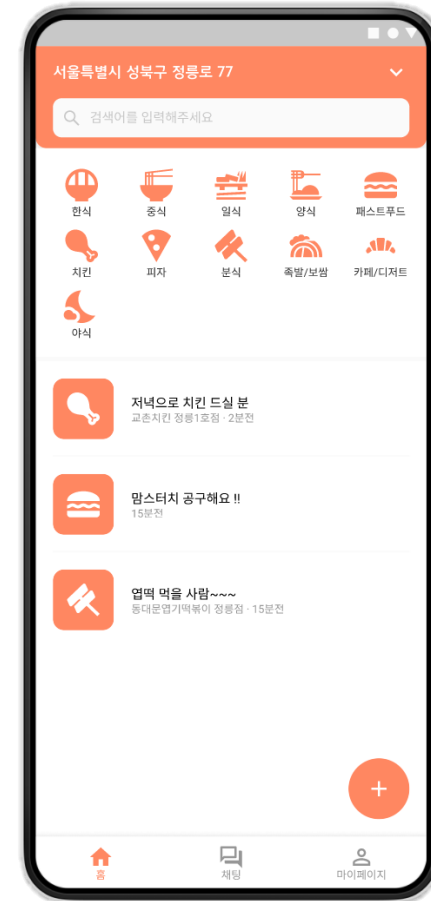 서울특별시 성북구 정릉로 77
검색어를 입력해주세요
한식 중식 일식 양식 패스트푸드
치킨 피자 분식 족발/보쌈 카페/디저트
야식
저녁으로 치킨 드실 분
교촌치킨 정릉1호점 · 2분전
맘스터치 공구해요 !!
15분전
엽떡 먹을 사람~~~
동대문엽기떡볶이 정릉점 · 15분전
홈 채팅 마이페이지